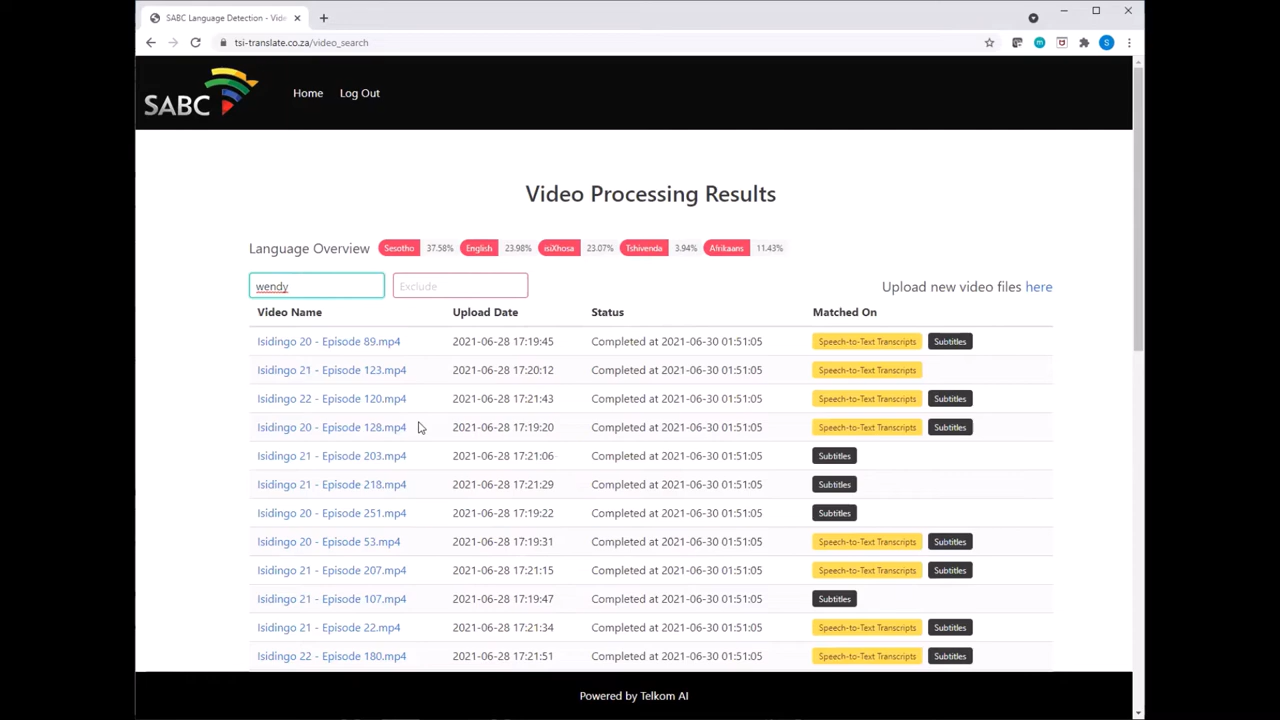 SABC Language Detection - Vide
tsi-translate.co.za/video_search
S
SABC
Home
Log Out
Video Processing Results
Language Overview Sesotho 37.58% English 23.98% isiXhosa 23.07% Tshivenda 3.94% Afrikaans 11.43%
wendy Exclude Upload new video files here
Video Name Upload Date Status Matched On
Isidingo 20 - Episode 89.mp4 2021-06-28 17:19:45 Completed at 2021-06-30 01:51:05 Speech-to-Text Transcripts Subtitles
Isidingo 21 - Episode 123.mp4 2021-06-28 17:20:12 Completed at 2021-06-30 01:51:05 Speech-to-Text Transcripts
Isidingo 22 - Episode 120.mp4 2021-06-28 17:21:43 Completed at 2021-06-30 01:51:05 Speech-to-Text Transcripts Subtitles
Isidingo 20 - Episode 128.mp4 2021-06-28 17:19:20 Completed at 2021-06-30 01:51:05 Speech-to-Text Transcripts Subtitles
Isidingo 21 - Episode 203.mp4 2021-06-28 17:21:06 Completed at 2021-06-30 01:51:05 Subtitles
Isidingo 21 - Episode 218.mp4 2021-06-28 17:21:29 Completed at 2021-06-30 01:51:05 Subtitles
Isidingo 20 - Episode 251.mp4 2021-06-28 17:19:22 Completed at 2021-06-30 01:51:05 Subtitles
Isidingo 20 - Episode 53.mp4 2021-06-28 17:19:31 Completed at 2021-06-30 01:51:05 Speech-to-Text Transcripts Subtitles
Isidingo 21 - Episode 207.mp4 2021-06-28 17:21:15 Completed at 2021-06-30 01:51:05 Speech-to-Text Transcripts Subtitles
Isidingo 21 - Episode 107.mp4 2021-06-28 17:19:47 Completed at 2021-06-30 01:51:05 Subtitles
Isidingo 21 - Episode 22.mp4 2021-06-28 17:21:34 Completed at 2021-06-30 01:51:05 Speech-to-Text Transcripts Subtitles
Isidingo 22 - Episode 180.mp4 2021-06-28 17:21:51 Completed at 2021-06-30 01:51:05 Speech-to-Text Transcripts Subtitles
Powered by Telkom AI